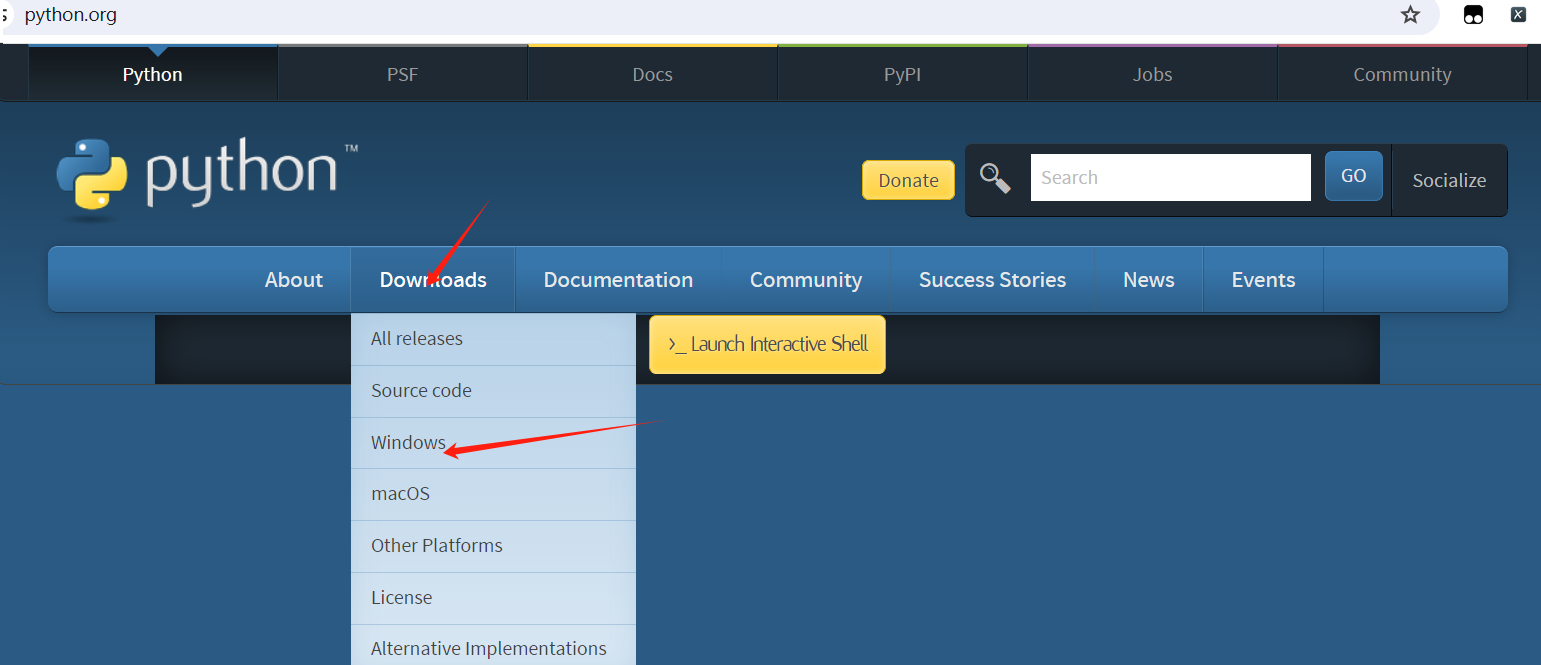 python.org
Python PSF Docs PyPI Jobs Community
python™
Donate Search GO Socialize
About Downloads Documentation Community Success Stories News Events
All releases
>_ Launch Interactive Shell
Source code
Windows
macOS
Other Platforms
License
Alternative Implementations